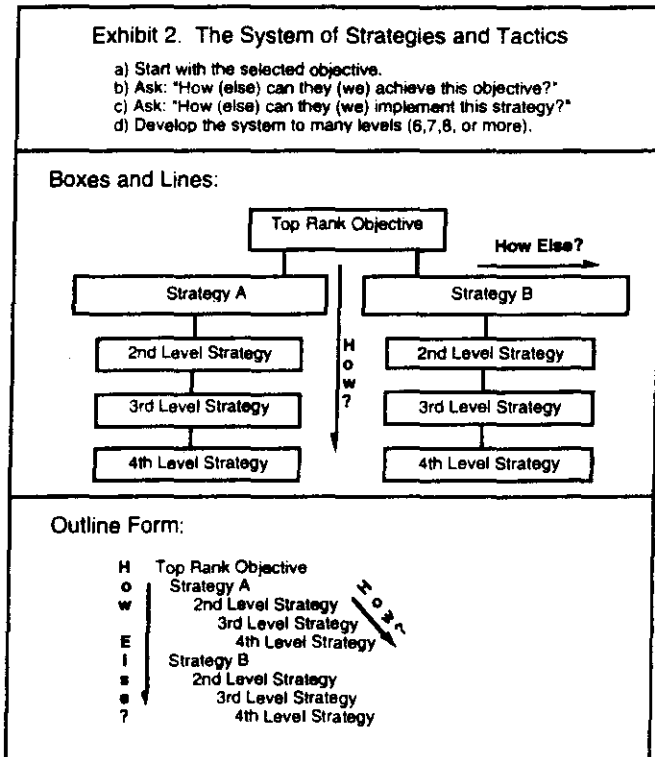 Exhibit 2. The System of Strategies and Tactics
a) Start with the selected objective.
b) Ask: "How (else) can they (we) achieve this objective?"
c) Ask: "How (else) can they (we) implement this strategy?"
d) Develop the system to many levels (6,7,8, or more).
Boxes and Lines:
Top Rank Objective
How Else?
Strategy A
Strategy B
How?
2nd Level Strategy
2nd Level Strategy
3rd Level Strategy
3rd Level Strategy
4th Level Strategy
4th Level Strategy
Outline Form:
How Else?
Top Rank Objective
Strategy A
2nd Level Strategy
3rd Level Strategy
4th Level Strategy
How?
Strategy B
2nd Level Strategy
3rd Level Strategy
4th Level Strategy